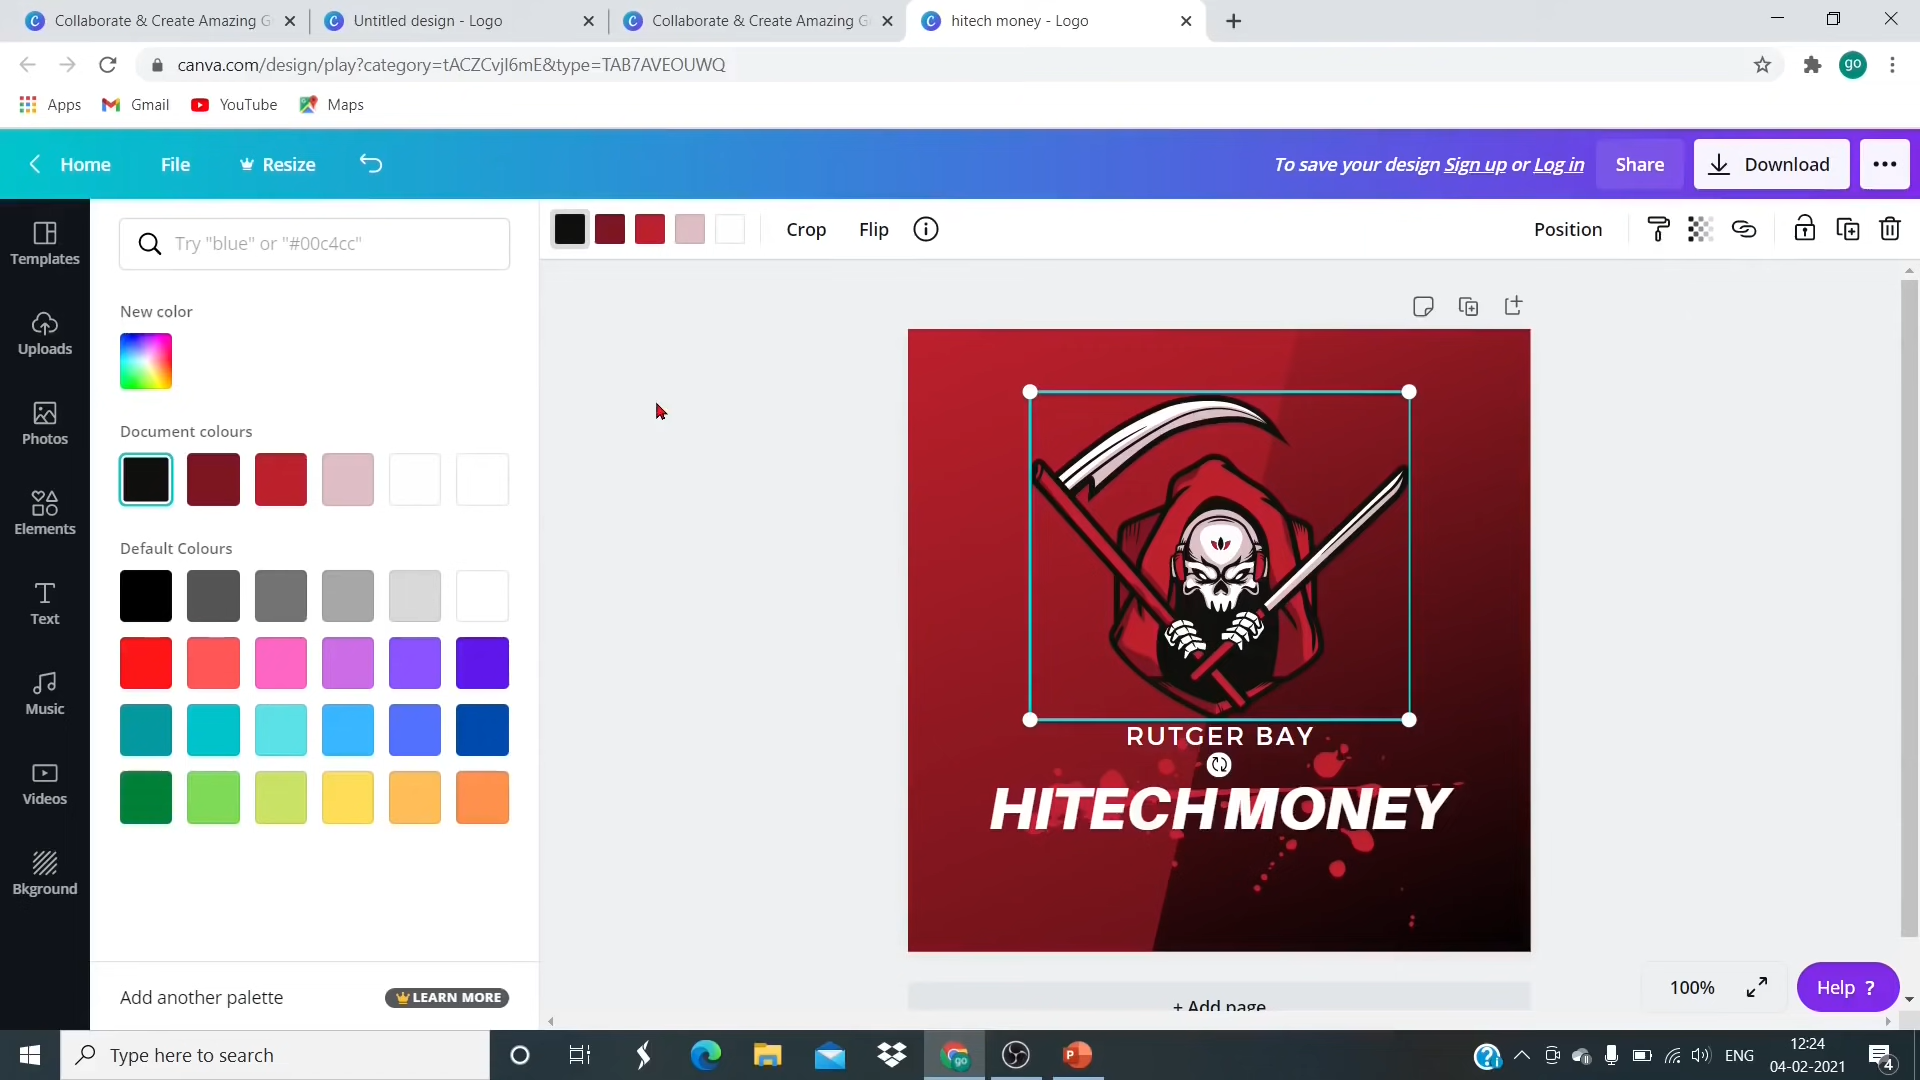 Collaborate & Create Amazing G
Untitled design - Logo
Collaborate & Create Amazing G
hitech money - Logo
canva.com/design/play?category=tACZCvjI6mE&type=TAB7AVEOUWQ
go
Apps
Gmail
YouTube
Maps
Home
File
Resize
To save your design Sign up or Log in
Share
Download
Templates
Uploads
Photos
Elements
Text
Music
Videos
Bkground
Try "blue" or "#00c4cc"
New color
Document colours
Default Colours
Add another palette
LEARN MORE
Crop
Flip
Position
RUTGER BAY
HITECH MONEY
+ Add page
100%
Help ?
Type here to search
ENG
12:24
04-02-2021
4